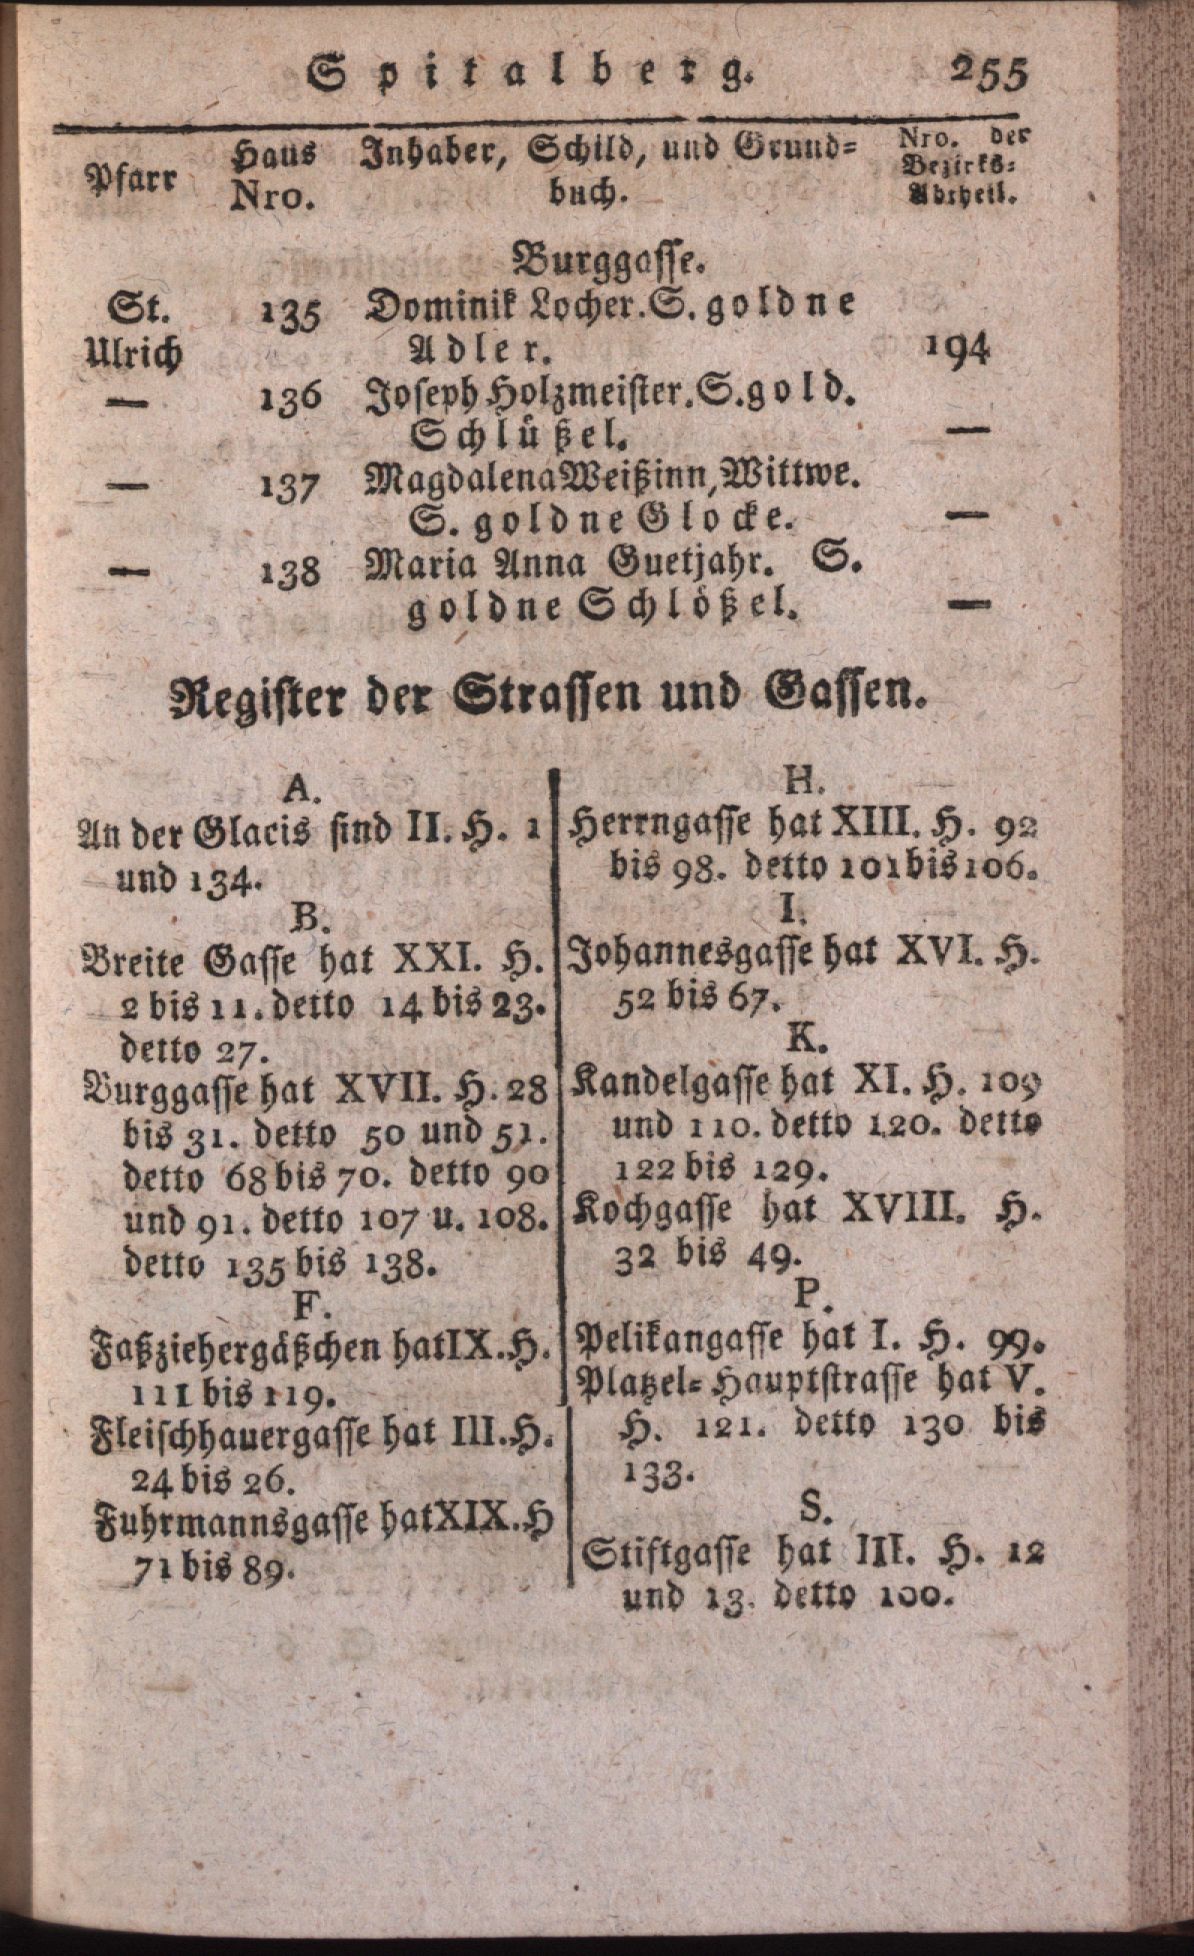 Spitalberg. 255
Pfarr Haus Nro. Inhaber, Schild, und Grund= buch. Nro. der Bezirks= Abtheil.
Burggasse.
St. 135 Dominik Locher. S. goldne
Ulrich Adler. 194
— 136 Joseph Holzmeister. S. gold.
Schlüßel. —
— 137 Magdalena Weißinn, Wittwe.
S. goldne Glocke. —
— 138 Maria Anna Guetjahr. S.
goldne Schlößel. —
Register der Strassen und Gassen.
A.
An der Glacis sind II. H. 1
und 134.
B.
Breite Gasse hat XXI. H.
2 bis 11. detto 14 bis 23.
detto 27.
Burggasse hat XVII. H. 28
bis 31. detto 50 und 51.
detto 68 bis 70. detto 90
und 91. detto 107 u. 108.
detto 135 bis 138.
F.
Faßziehergäßchen hat IX. H.
111 bis 119.
Fleischhauergasse hat III. H.
24 bis 26.
Fuhrmannsgasse hat XIX. H
71 bis 89.
H.
Herrngasse hat XIII. H. 92
bis 98. detto 101 bis 106.
I.
Johannesgasse hat XVI. H.
52 bis 67.
K.
Kandelgasse hat XI. H. 109
und 110. detto 120. detto
122 bis 129.
Kochgasse hat XVIII. H.
32 bis 49.
P.
Pelikangasse hat I. H. 99.
Platzel= Hauptstrasse hat V.
H. 121. detto 130 bis
133.
S.
Stiftgasse hat III. H. 12
und 13. detto 100.